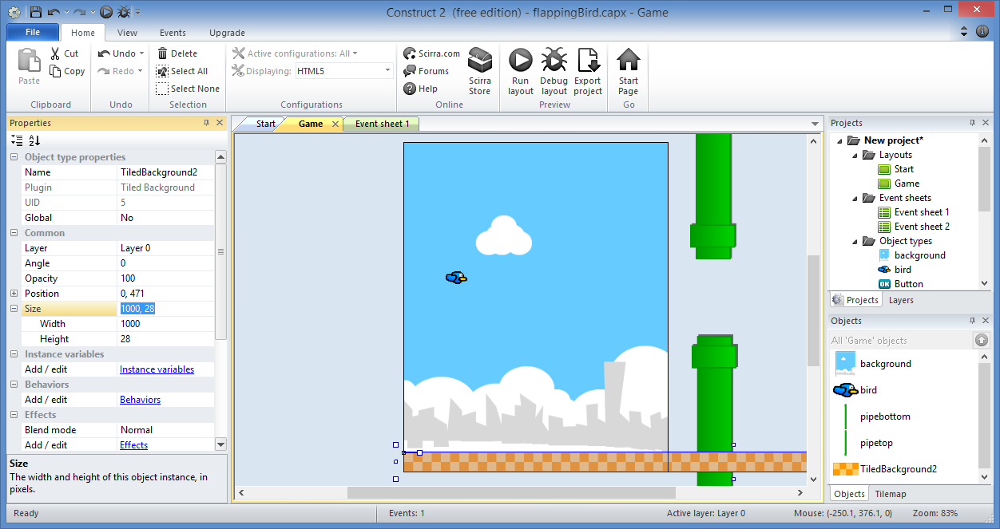 Construct 2 (free edition) - flappingBird.capx - Game
File Home View Events Upgrade
Paste Cut Copy Clipboard
Undo Redo Undo
Delete Select All Select None Selection
Active configurations: All
Displaying: HTML5
Configurations
Scirra.com Forums Help
Scirra Store
Online
Run layout Debug layout Export project
Preview
Start Page
Go
Properties
Object type properties
Name TiledBackground2
Plugin Tiled Background
UID 5
Global No
Common
Layer Layer 0
Angle 0
Opacity 100
Position 0, 471
Size 1000, 28
Width 1000
Height 28
Instance variables
Add / edit Instance variables
Behaviors
Add / edit Behaviors
Effects
Blend mode Normal
Add / edit Effects
Size
The width and height of this object instance, in
pixels.
Start Game Event sheet 1
Projects
New project*
Layouts
Start
Game
Event sheets
Event sheet 1
Event sheet 2
Object types
background
bird
OK Button
Projects Layers
Objects
All 'Game' objects
background
bird
pipebottom
pipetop
TiledBackground2
Objects Tilemap
Ready Events: 1 Active layer: Layer 0 Mouse: (-250.1, 376.1, 0) Zoom: 83%